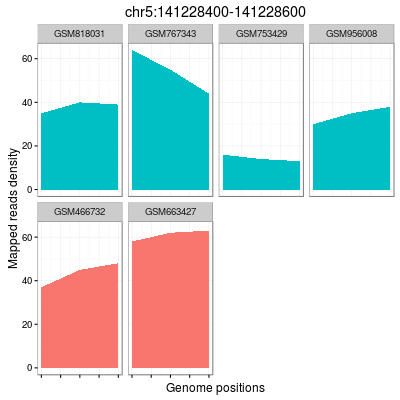 chr5:141228400-141228600
GSM818031 GSM767343 GSM753429 GSM956008
60
40
20
0
GSM466732 GSM663427
60
40
20
0
Mapped reads density
Genome positions